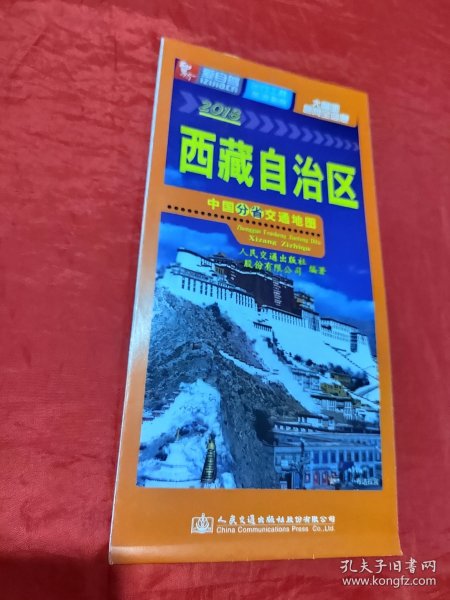 2013
西藏自治区
中国分省交通地图
Zhongguo Fensheng Jiaotong Ditu
Xizang Zizhiqu
人民交通出版社
股份有限公司 编著
人民交通出版社股份有限公司
China Communications Press Co.,Ltd.
孔夫子旧书网
www.kongfz.com